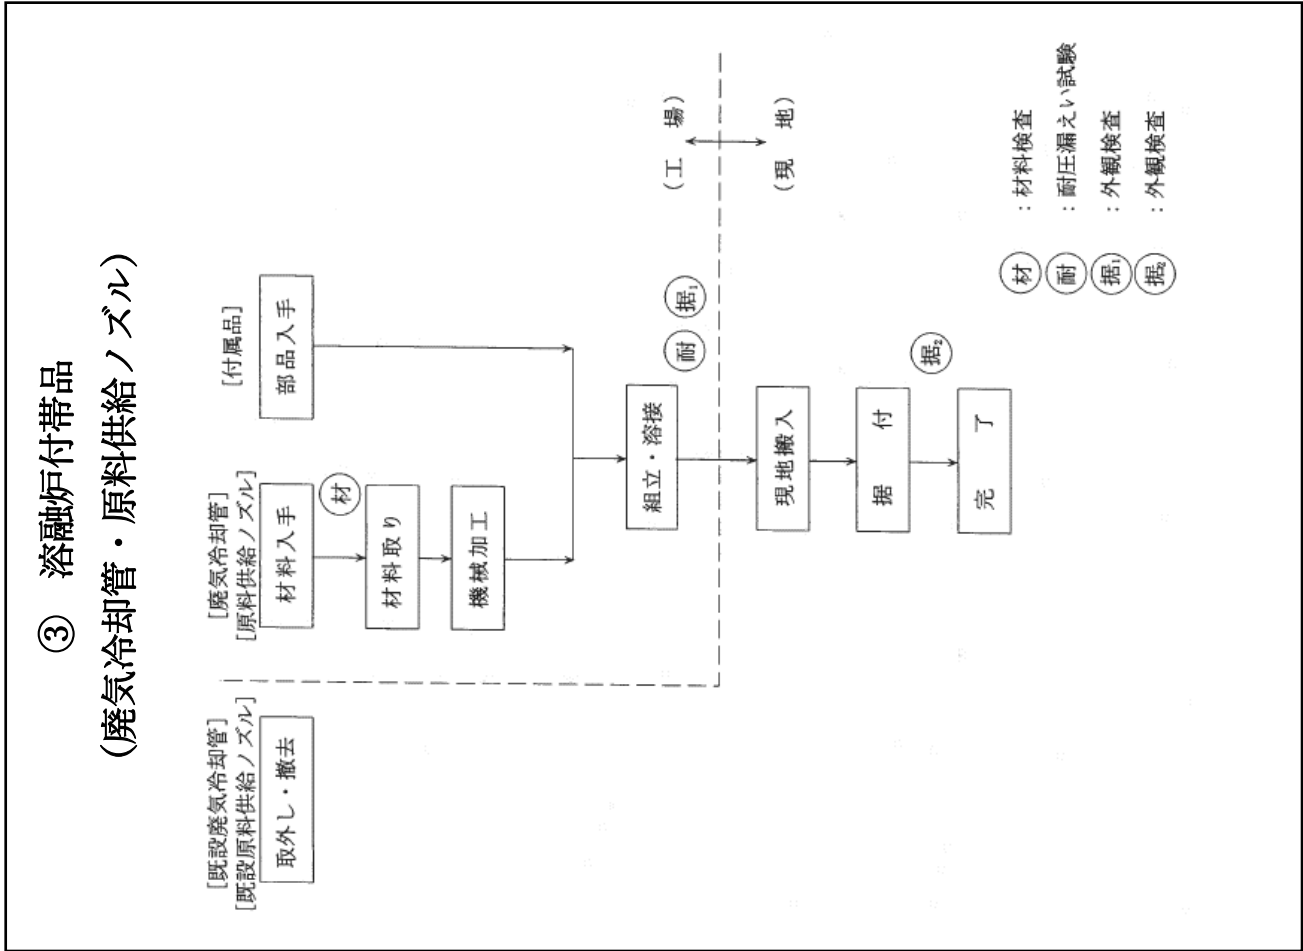 ③ 溶融炉付帯品
(廃気冷却管・原料供給ノズル)
[既設廃気冷却管]
[既設原料供給ノズル]
取外し・撤去
[廃気冷却管]
[原料供給ノズル]
材料入手
材
材料取り
機械加工
[付属品]
部品入手
組立・溶接
耐
据₁
(工 場)
(現 地)
現地搬入
据 付
据₂
完 了
材 :材料検査
耐 :耐圧漏えい試験
据₁ :外観検査
据₂ :外観検査